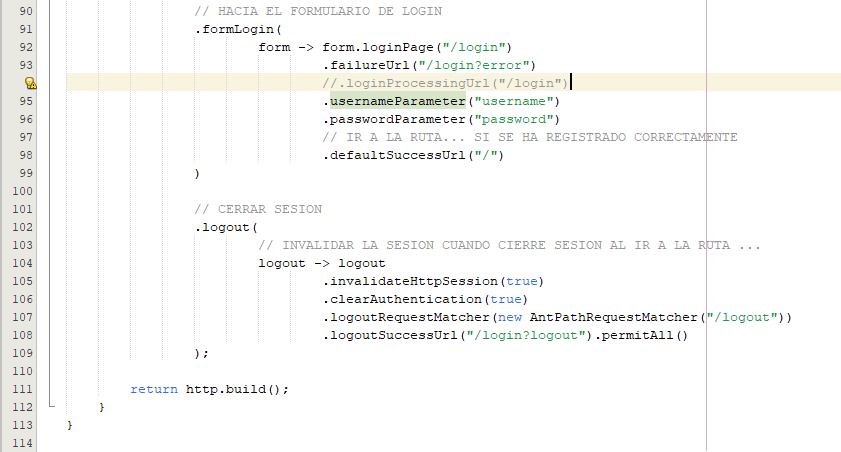 90 // HACIA EL FORMULARIO DE LOGIN
91 .formLogin(
92 form -> form.loginPage("/login")
93 .failureUrl("/login?error")
//.loginProcessingUrl("/login")
95 .usernameParameter("username")
96 .passwordParameter("password")
97 // IR A LA RUTA... SI SE HA REGISTRADO CORRECTAMENTE
98 .defaultSuccessUrl("/")
99 )
100
101 // CERRAR SESION
102 .logout(
103 // INVALIDAR LA SESION CUANDO CIERRE SESION AL IR A LA RUTA ...
104 logout -> logout
105 .invalidateHttpSession(true)
106 .clearAuthentication(true)
107 .logoutRequestMatcher(new AntPathRequestMatcher("/logout"))
108 .logoutSuccessUrl("/login?logout").permitAll()
109 );
110
111 return http.build();
112 }
113 }
114